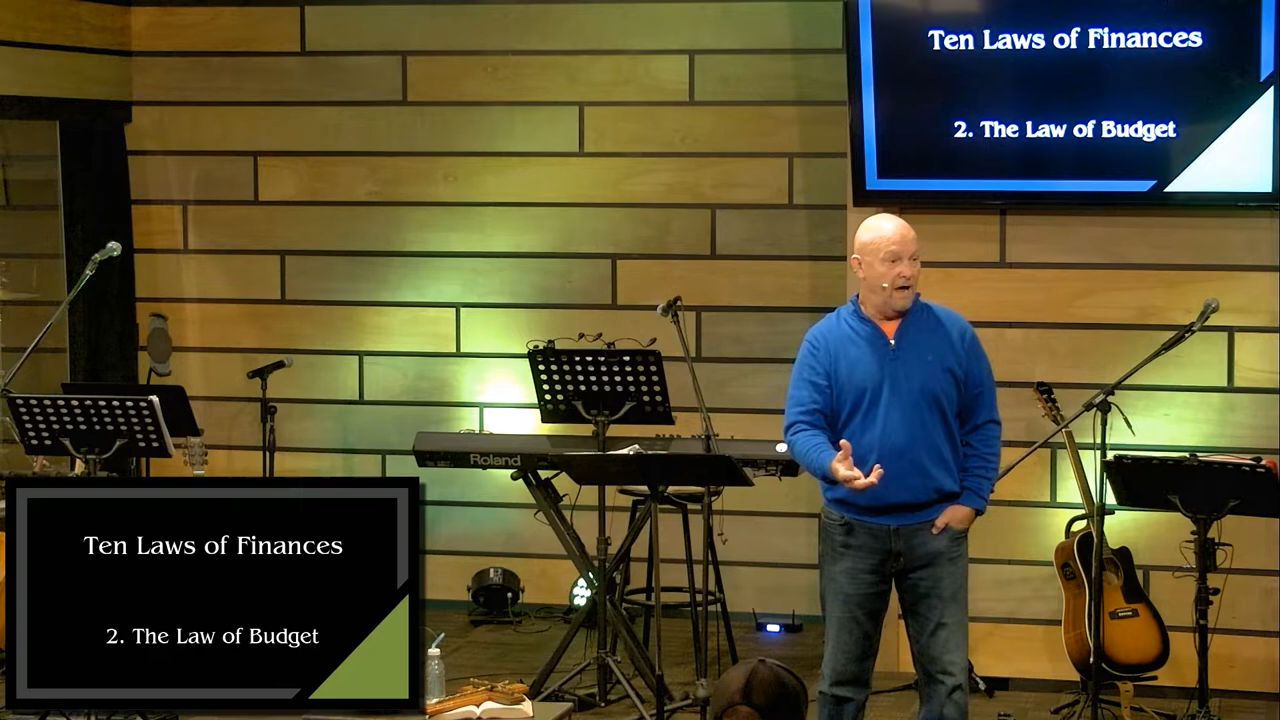 Ten Laws of Finances
2. The Law of Budget
Roland
Ten Laws of Finances
2. The Law of Budget